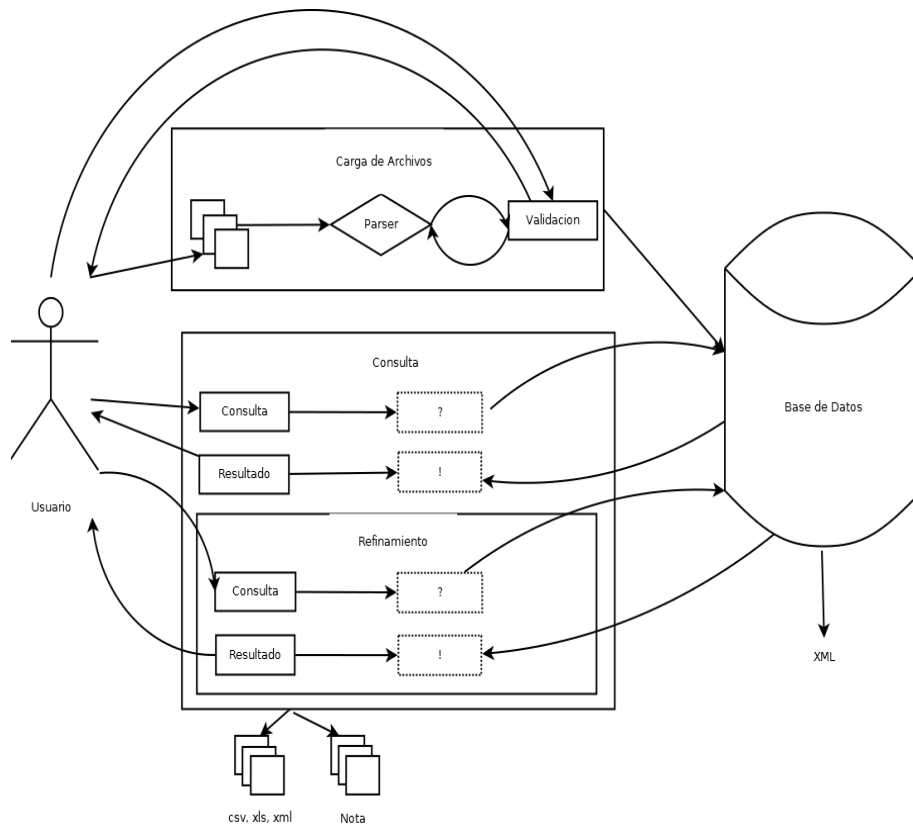 Carga de Archivos
Parser
Validacion
Consulta
Consulta
?
Base de Datos
Resultado
!
Usuario
Refinamiento
Consulta
?
Resultado
!
XML
csv, xls, xml
Nota